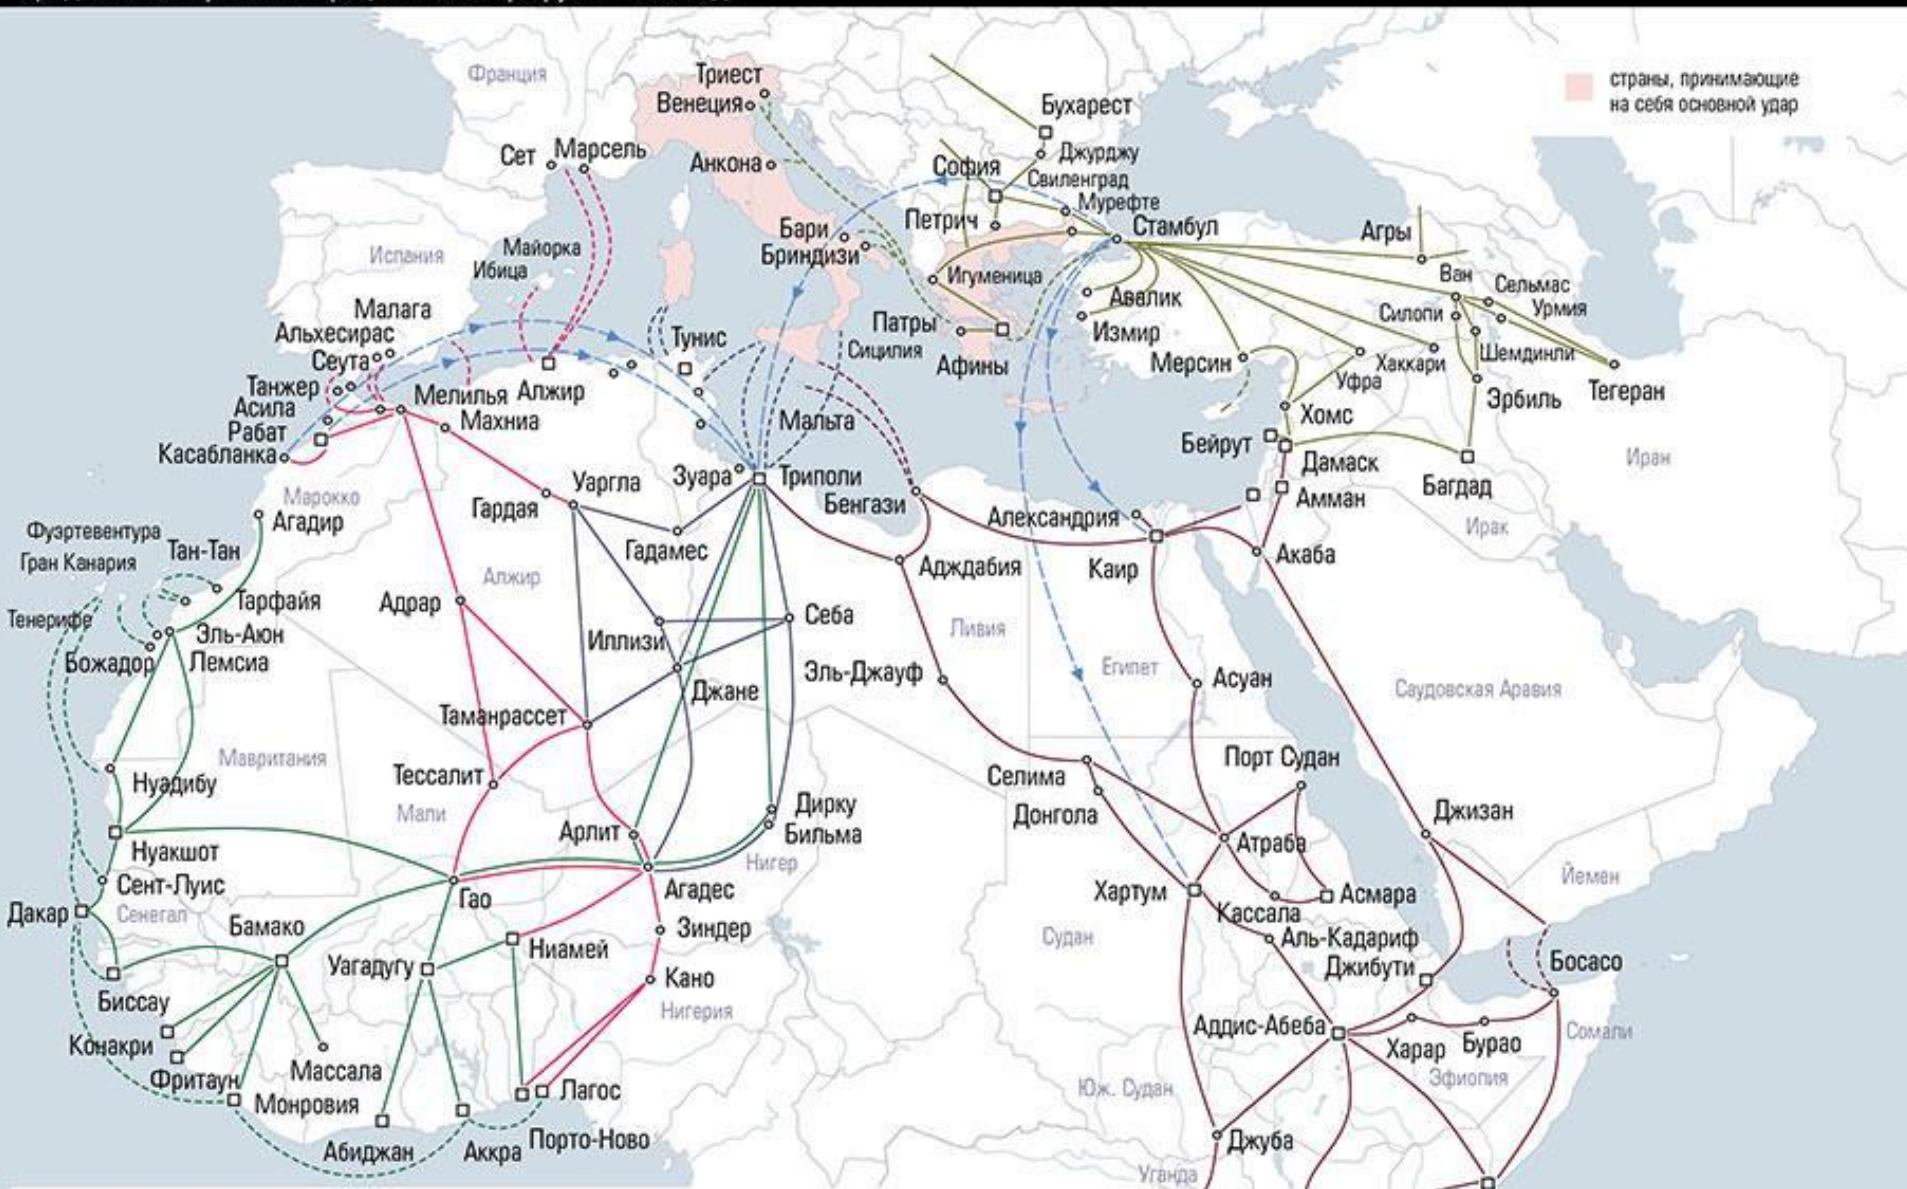 Франция
Триест
Венеция
Бухарест
страны, принимающие
на себя основной удар
Сет
Марсель
Анкона
Джурджу
София
Свиленград
Мурефте
Петрич
Стамбул
Бари
Бриндизи
Агры
Испания
Майорка
Ибица
Игуменица
Ван
Сельмас
Урмия
Малага
Альхесирас
Сеута
Авалик
Силопи
Измир
Тунис
Патры
Сицилия
Афины
Мерсин
Шемдинли
Хаккари
Уфра
Тегеран
Танжер
Асила
Рабат
Касабланка
Мелилья
Алжир
Махниа
Мальта
Хомс
Эрбиль
Бейрут
Дамаск
Иран
Зуара
Триполи
Бенгази
Уаргла
Гардая
Марокко
Агадир
Амман
Багдад
Ирак
Александрия
Каир
Акаба
Фуэртевентура
Гран Канария
Тан-Тан
Гадамес
Адждабия
Алжир
Тенерифе
Тарфайя
Эль-Аюн
Божадор
Лемсиа
Адрар
Иллизи
Себа
Ливия
Египет
Эль-Джауф
Асуан
Саудовская Аравия
Джане
Таманрассет
Мавритания
Нуадибу
Тессалит
Мали
Селима
Донгола
Порт Судан
Джизан
Арлит
Дирку
Бильма
Нигер
Атраба
Нуакшот
Сент-Луис
Дакар
Сенегал
Гао
Агадес
Хартум
Кассала
Асмара
Йемен
Бамако
Зиндер
Ниамей
Уагадугу
Судан
Аль-Кадариф
Джибути
Босасо
Кано
Нигерия
Биссау
Конакри
Фритаун
Массала
Монровия
Лагос
Аддис-Абеба
Харар
Бурао
Сомали
Эфиопия
Юж. Судан
Абиджан
Аккра
Порто-Ново
Джуба
Уганда